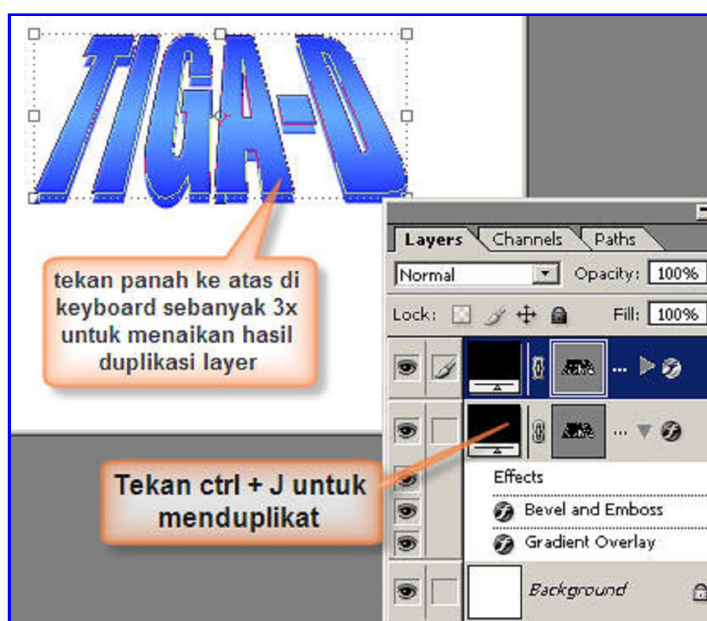 TIGA-D
tekan panah ke atas di
keyboard sebanyak 3x
untuk menaikan hasil
duplikasi layer
Layers Channels Paths
Normal Opacity: 100%
Lock: Fill: 100%
...
...
Tekan ctrl + J untuk
menduplikat
Effects
Bevel and Emboss
Gradient Overlay
Background